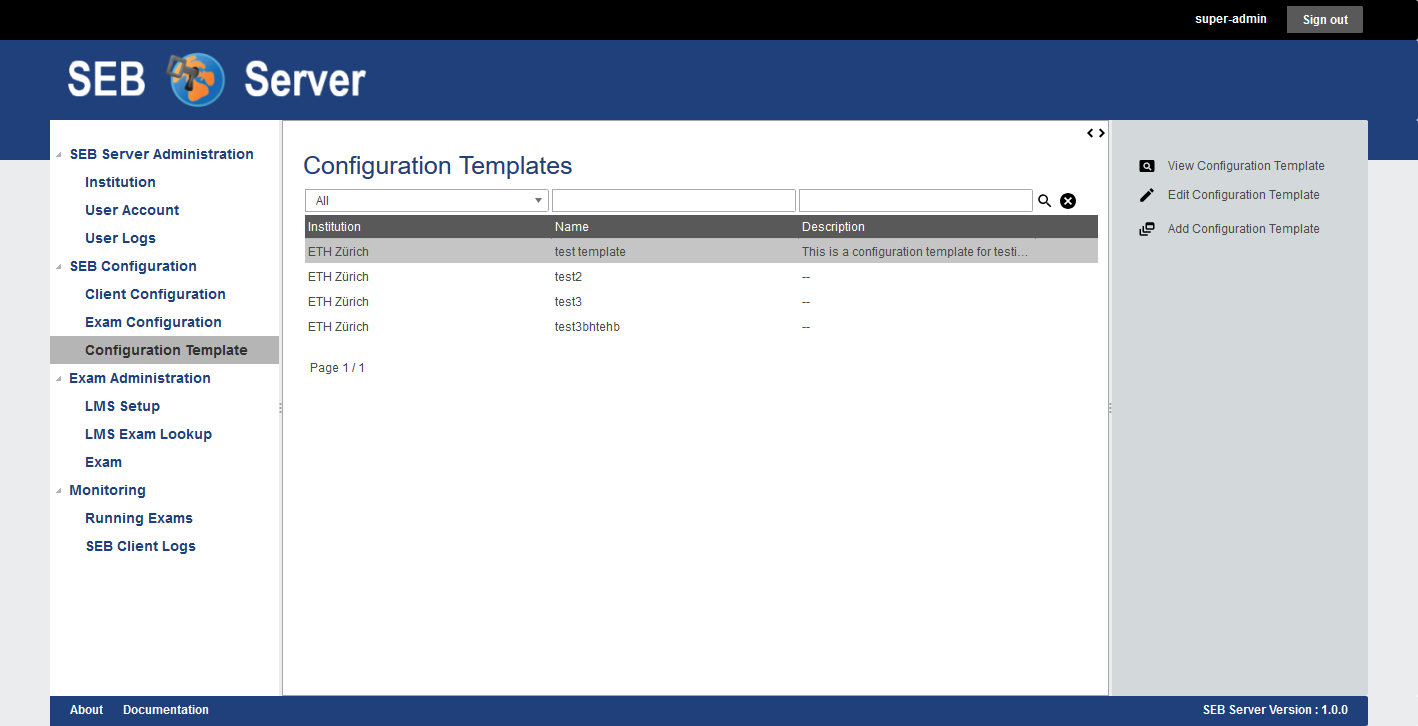 super-admin Sign out
SEB Server
SEB Server Administration
Institution
User Account
User Logs
SEB Configuration
Client Configuration
Exam Configuration
Configuration Template
Exam Administration
LMS Setup
LMS Exam Lookup
Exam
Monitoring
Running Exams
SEB Client Logs
Configuration Templates
All
Institution Name Description
ETH Zürich test template This is a configuration template for testi...
ETH Zürich test2 --
ETH Zürich test3 --
ETH Zürich test3bhtehb --
Page 1 / 1
View Configuration Template
Edit Configuration Template
Add Configuration Template
About Documentation SEB Server Version : 1.0.0